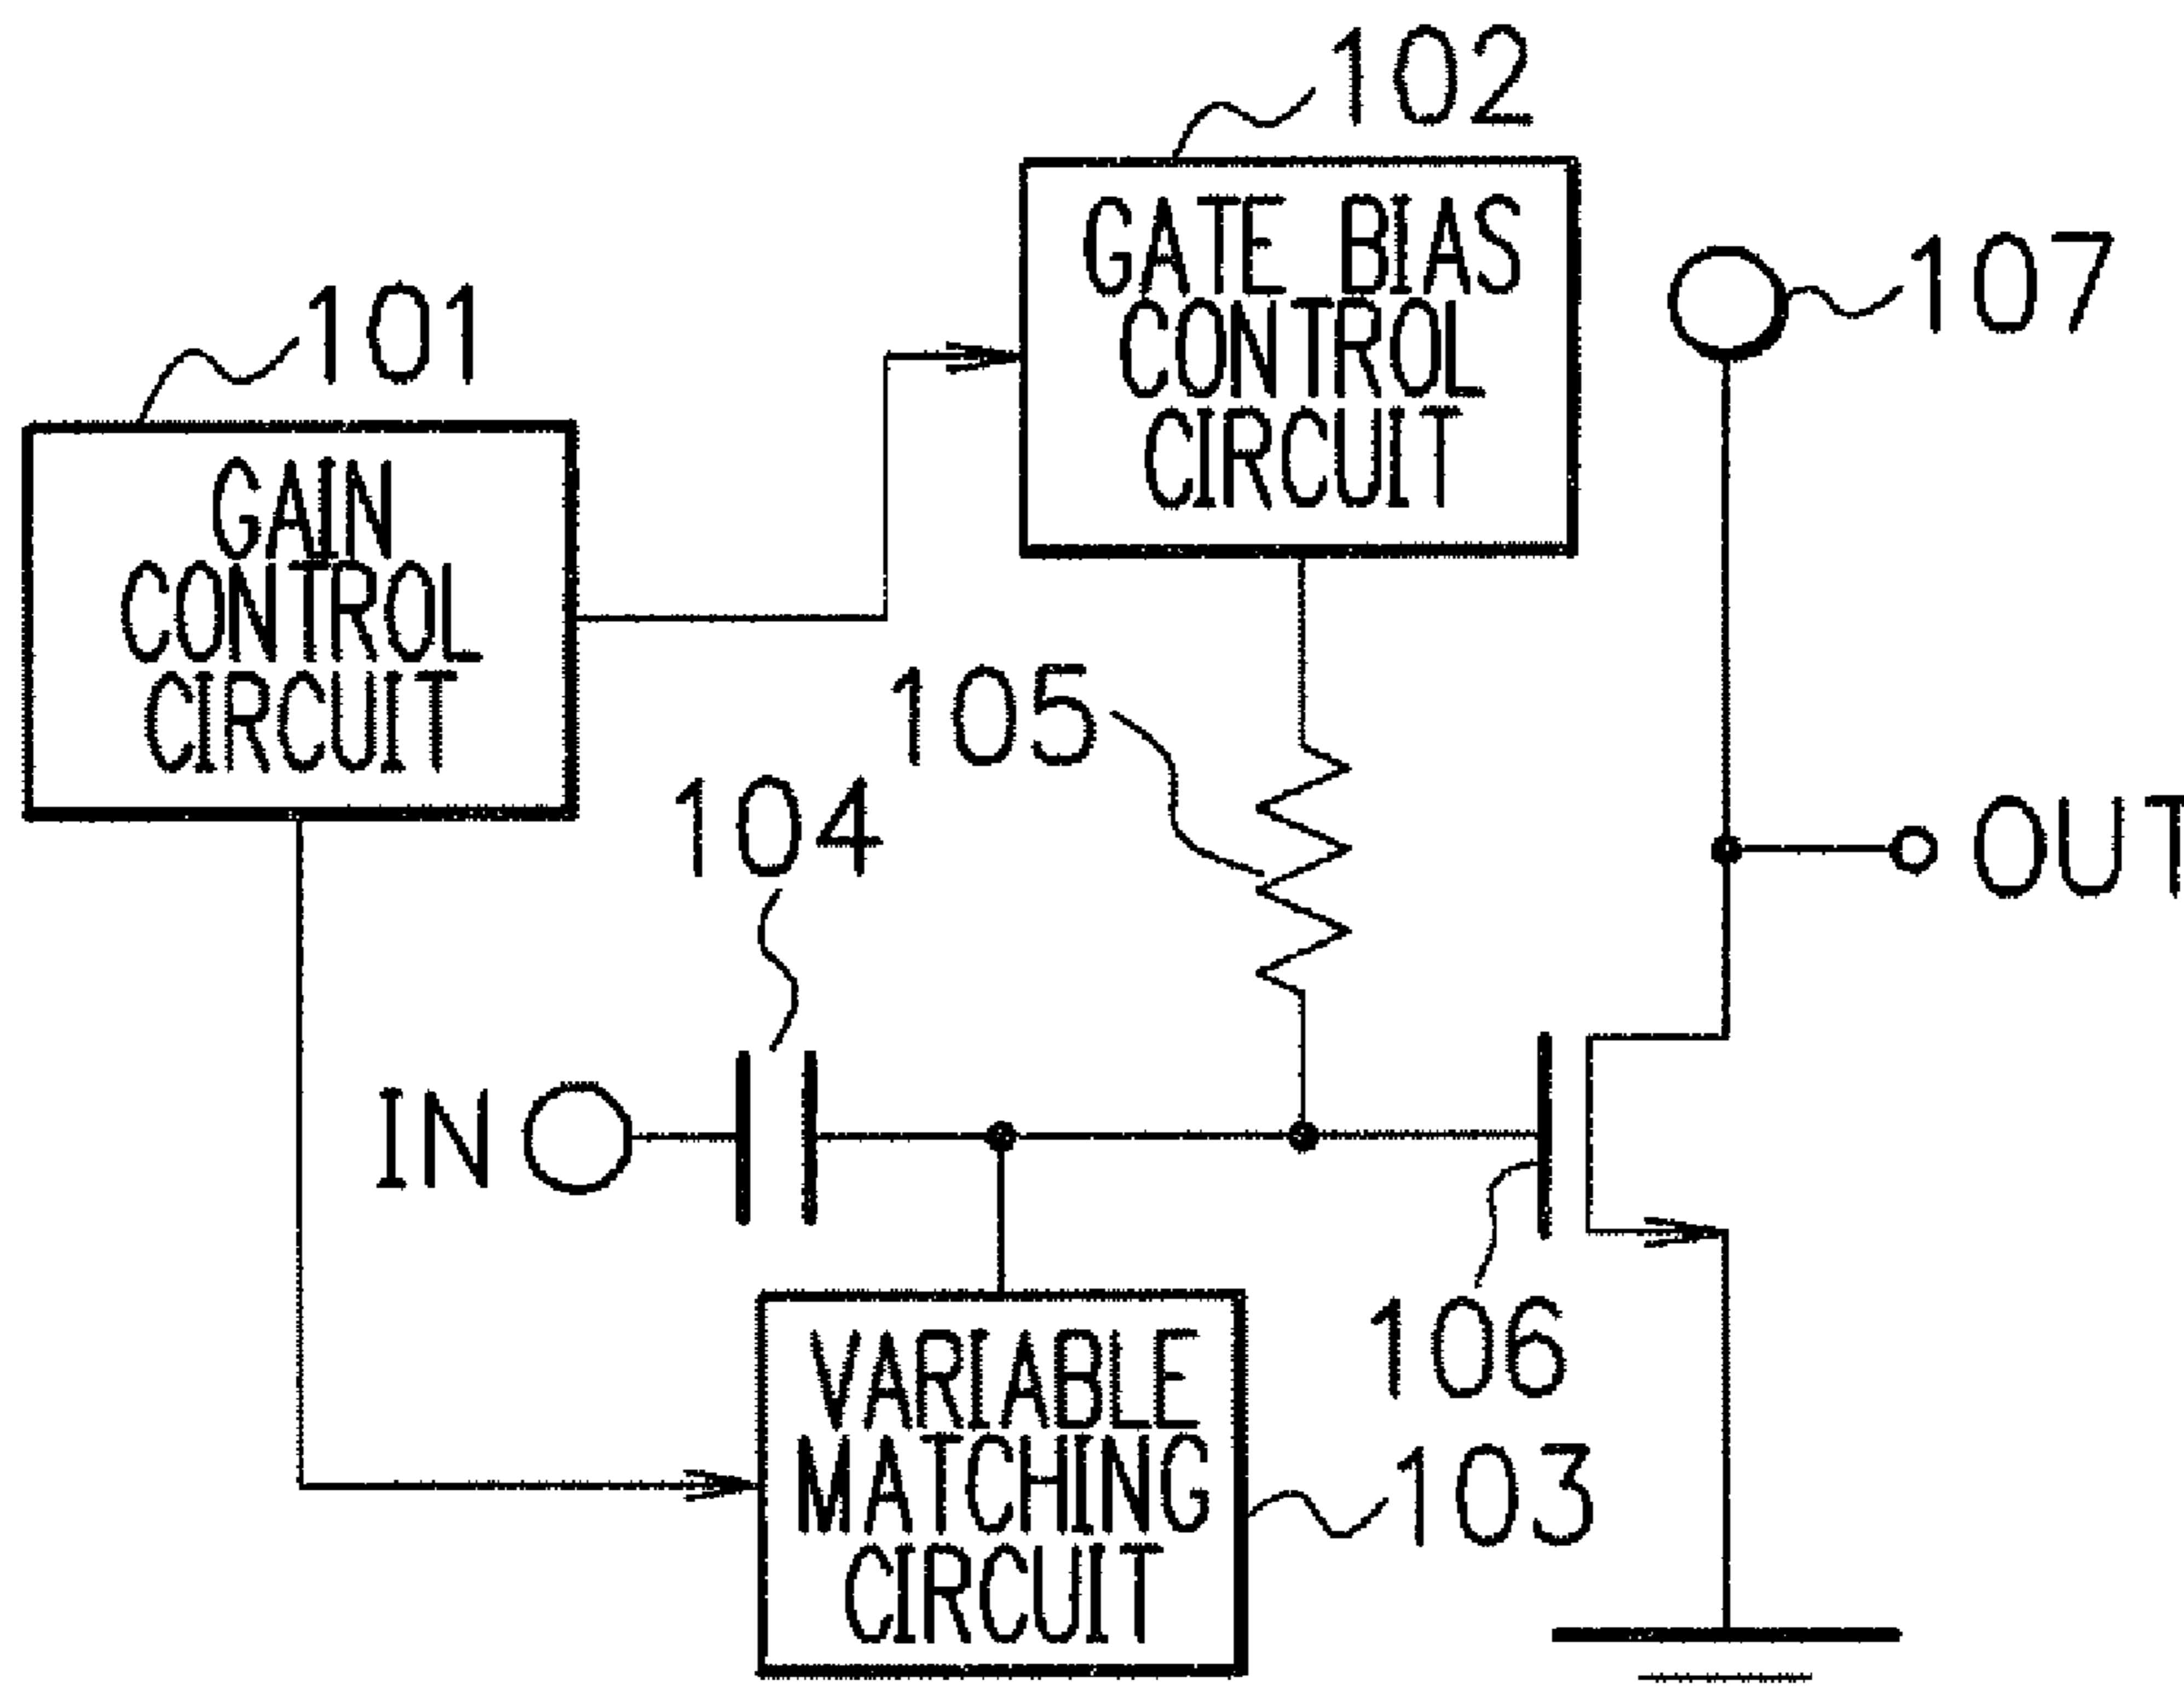 102
GATE BIAS
CONTROL
CIRCUIT
107
101
GAIN
CONTROL
CIRCUIT
105
104
OUT
IN
106
VARIABLE
MATCHING
CIRCUIT
103